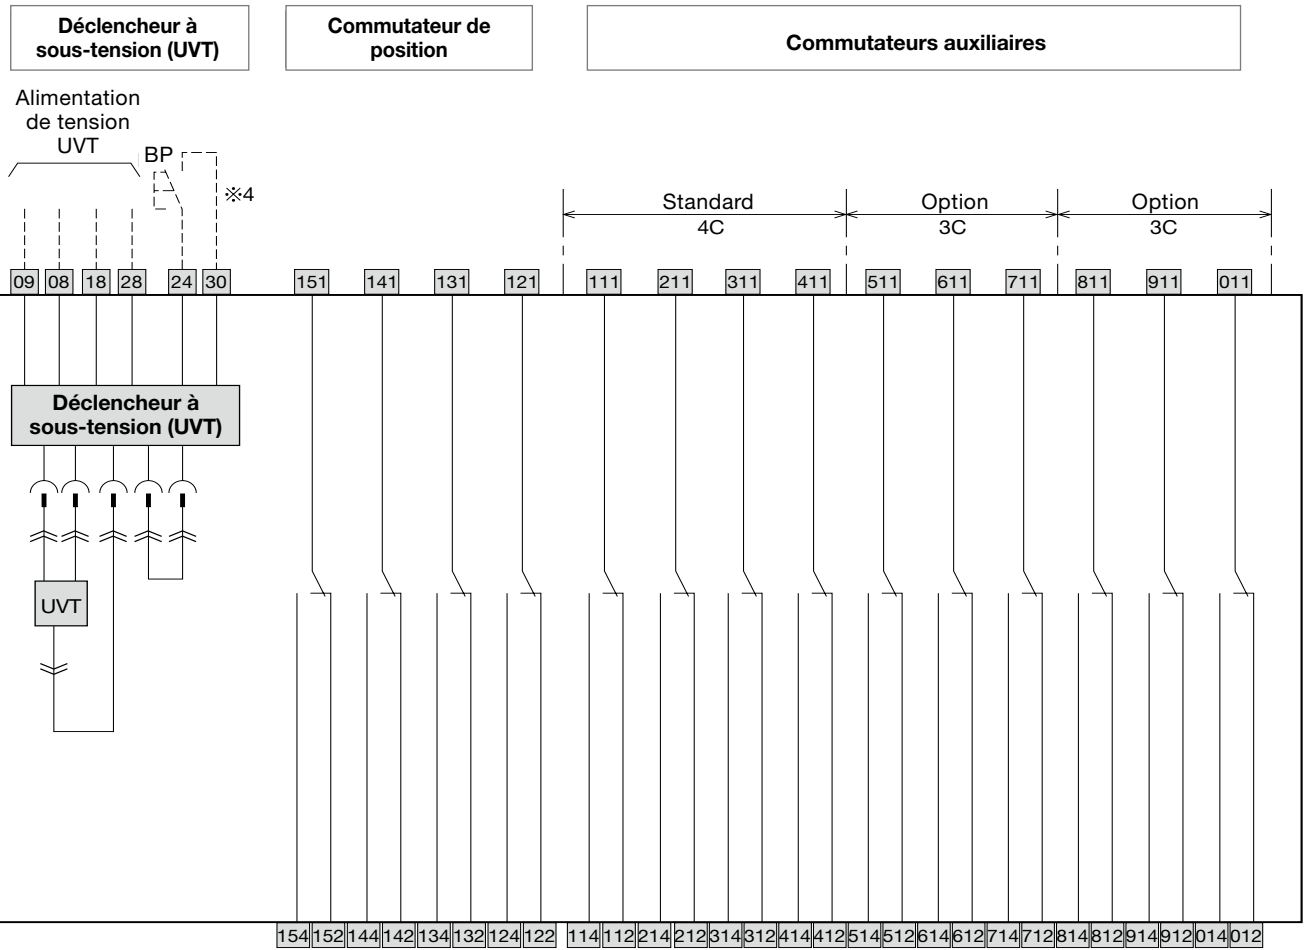 Déclencheur à
sous-tension (UVT)
Commutateur de
position
Commutateurs auxiliaires
Alimentation
de tension
UVT
BP
※4
Standard
4C
Option
3C
Option
3C
09 08 18 28 24 30 151 141 131 121 111 211 311 411 511 611 711 811 911 011
Déclencheur à
sous-tension (UVT)
UVT
154 152 144 142 134 132 124 122 114 112 214 212 314 312 414 412 514 512 614 612 714 712 814 812 914 912 014 012